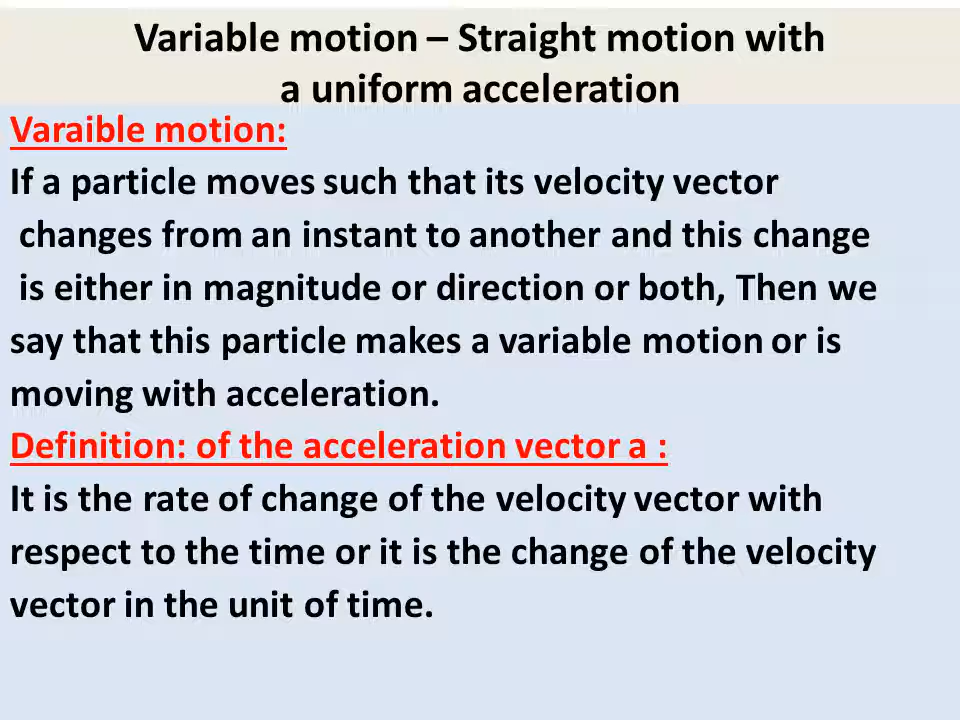 Variable motion – Straight motion with
a uniform acceleration
Varaible motion:
If a particle moves such that its velocity vector
changes from an instant to another and this change
is either in magnitude or direction or both, Then we
say that this particle makes a variable motion or is
moving with acceleration.
Definition: of the acceleration vector a :
It is the rate of change of the velocity vector with
respect to the time or it is the change of the velocity
vector in the unit of time.